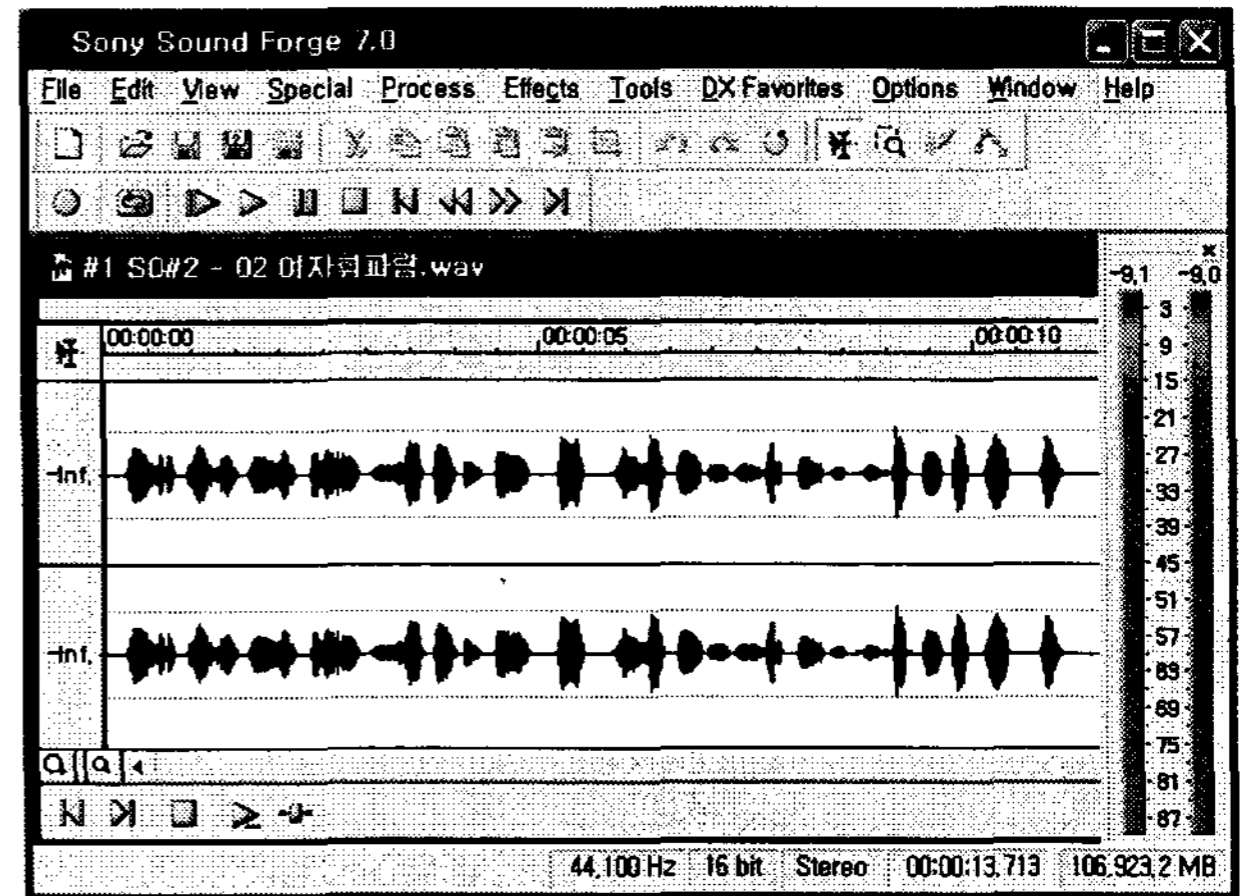 Sony Sound Forge 7.0
File Edit View Special Process Effects Tools DX Favorites Options Window Help
#1 SO#2 - 02 여자휘파람.wav
-9.1 -9.0
00:00:00 00:00:05 00:00:10
-Inf.
-Inf.
3
9
15
21
27
33
39
45
51
57
63
69
75
81
87
44,100 Hz 16 bit Stereo 00:00:13,713 106,923.2 MB